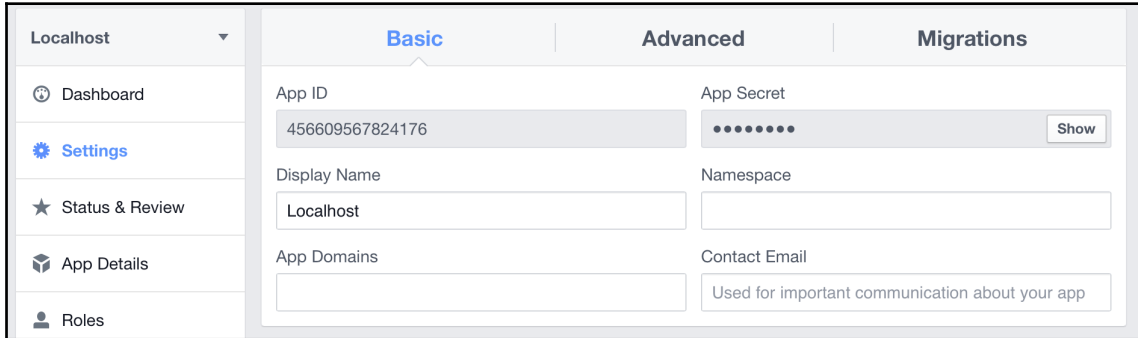 Localhost
Dashboard
Settings
Status & Review
App Details
Roles
Basic Advanced Migrations
App ID App Secret
456609567824176 •••••••• Show
Display Name Namespace
Localhost
App Domains Contact Email
Used for important communication about your app